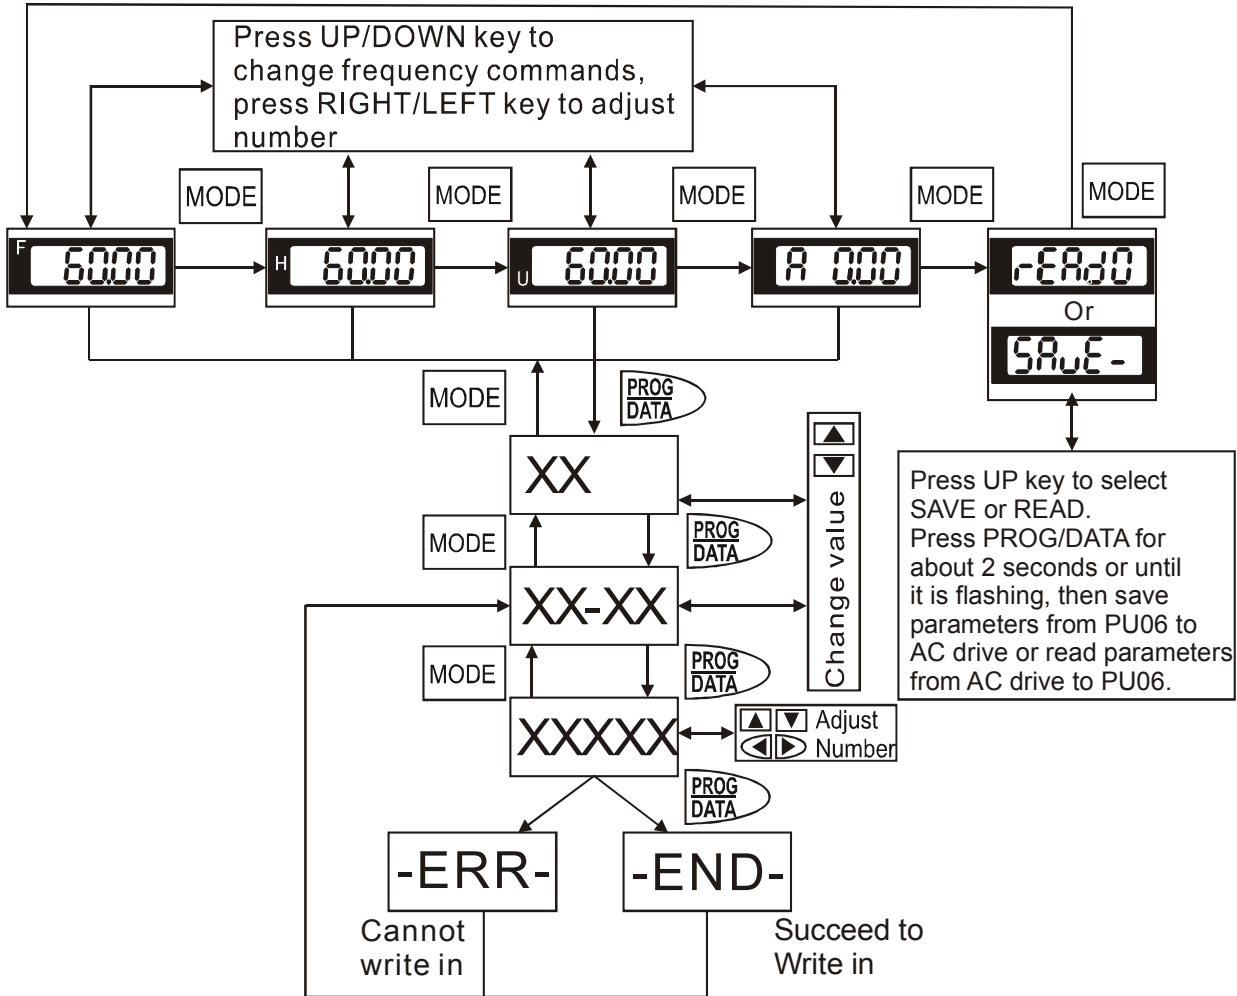 Press UP/DOWN key to
change frequency commands,
press RIGHT/LEFT key to adjust
number
MODE
MODE
MODE
MODE
MODE
F 60.00
H 60.00
U 60.00
A 0.00
rEAd0
Or
SAvE-
MODE
PROG
DATA
XX
MODE
PROG
DATA
XX-XX
Change value
MODE
PROG
DATA
XXXXX
Adjust
Number
PROG
DATA
Press UP key to select
SAVE or READ.
Press PROG/DATA for
about 2 seconds or until
it is flashing, then save
parameters from PU06 to
AC drive or read parameters
from AC drive to PU06.
-ERR-
-END-
Cannot
write in
Succeed to
Write in